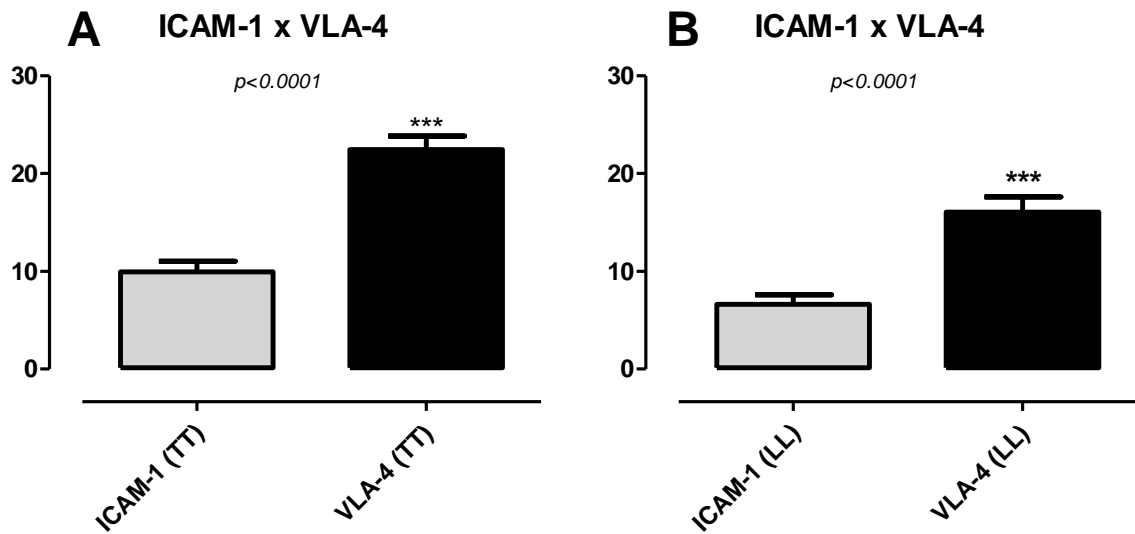 A
ICAM-1 x VLA-4
p<0.0001
30
20
10
0
***
ICAM-1 (TT)
VLA-4 (TT)
B
ICAM-1 x VLA-4
p<0.0001
30
20
10
0
***
ICAM-1 (LL)
VLA-4 (LL)